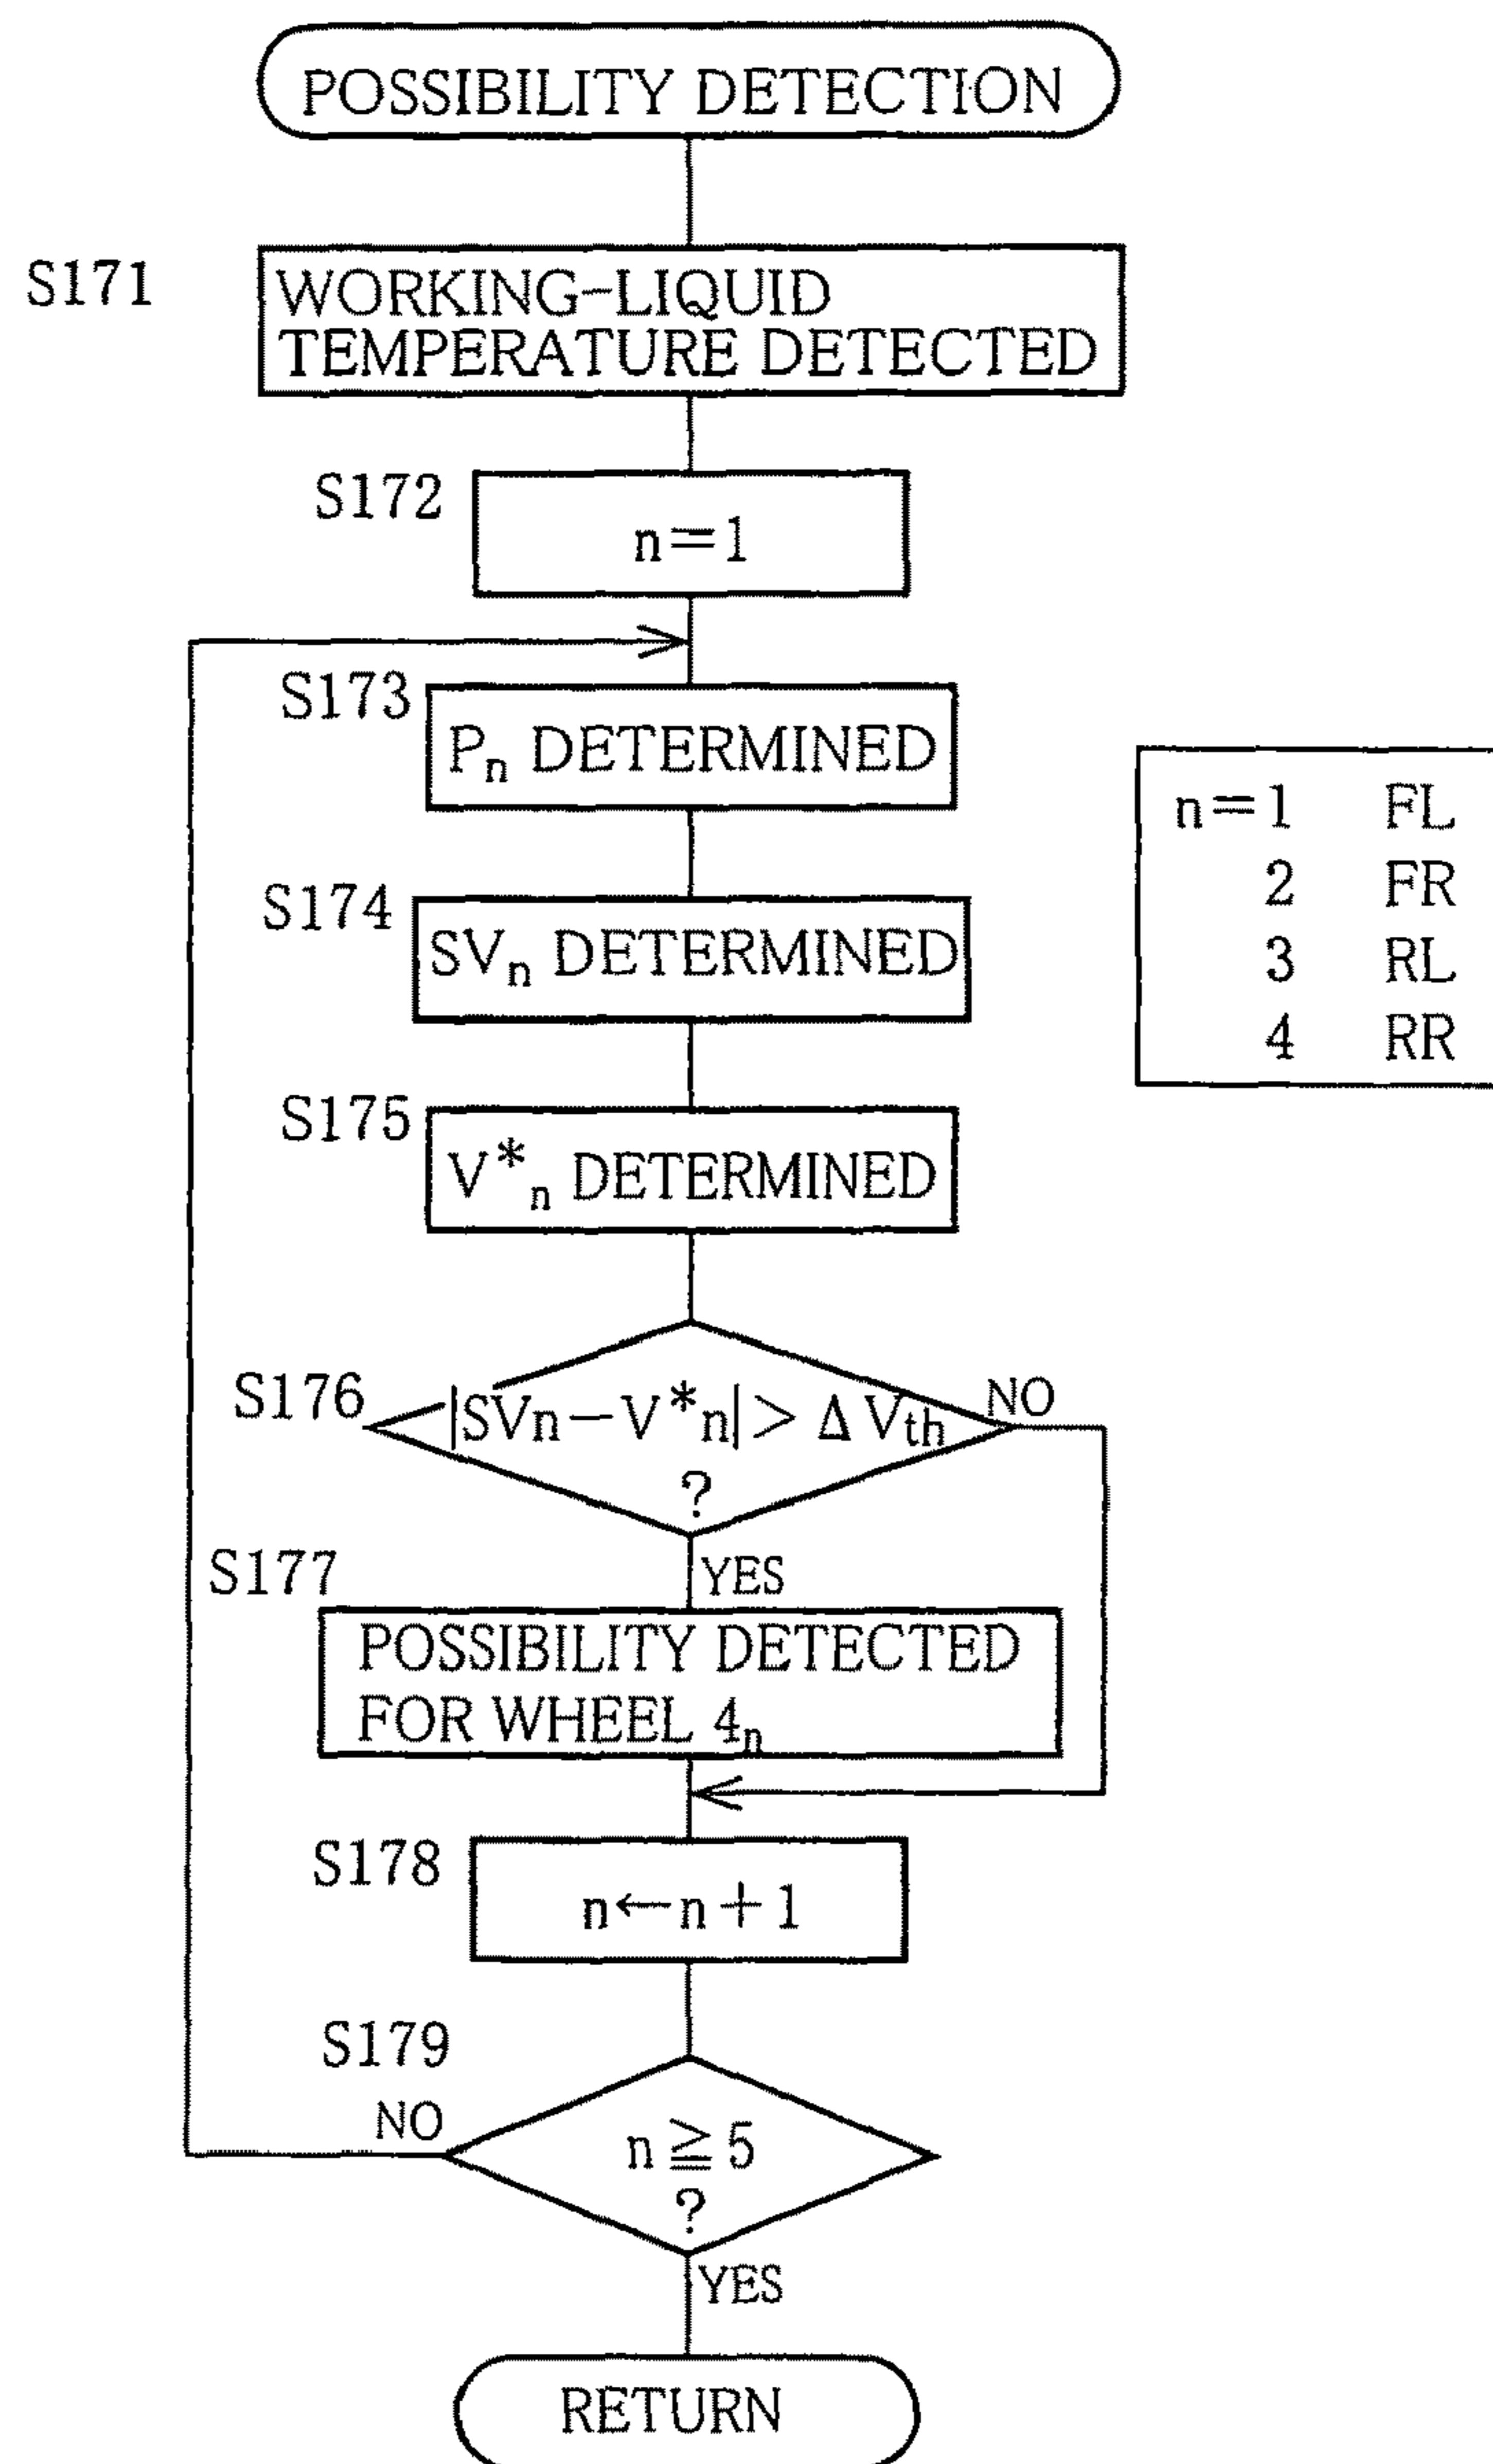 POSSIBILITY DETECTION
S171
WORKING-LIQUID
TEMPERATURE DETECTED
S172
n=1
S173
Pn DETERMINED
n=1 FL
2 FR
3 RL
4 RR
S174
SVn DETERMINED
S175
V*n DETERMINED
S176
|SVn-V*n|> Δ Vth
?
NO
YES
S177
POSSIBILITY DETECTED
FOR WHEEL 4n
S178
n←n+1
S179
NO
n≧5
?
YES
RETURN